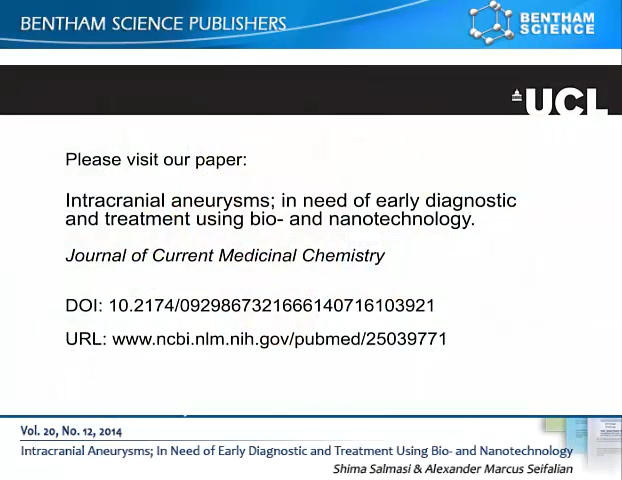 BENTHAM SCIENCE PUBLISHERS
BENTHAM
SCIENCE
UCL
Please visit our paper:
Intracranial aneurysms; in need of early diagnostic
and treatment using bio- and nanotechnology.
Journal of Current Medicinal Chemistry
DOI: 10.2174/0929867321666140716103921
URL: www.ncbi.nlm.nih.gov/pubmed/25039771
Vol. 20, No. 12, 2014
Intracranial Aneurysms; In Need of Early Diagnostic and Treatment Using Bio- and Nanotechnology
Shima Salmasi & Alexander Marcus Seifalian